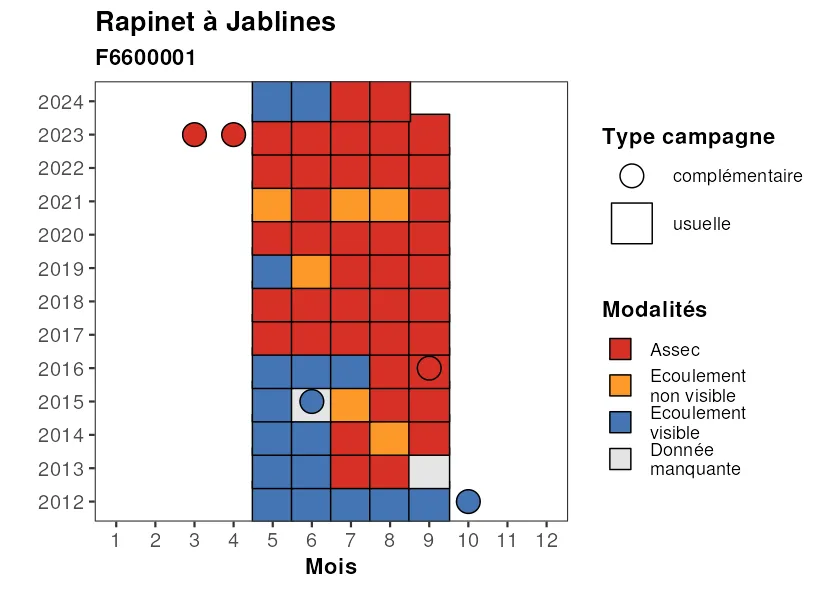 Rapinet à Jablines
F6600001
2024
2023
2022
2021
2020
2019
2018
2017
2016
2015
2014
2013
2012
1 2 3 4 5 6 7 8 9 10 11 12
Mois
Type campagne
complémentaire
usuelle
Modalités
Assec
Ecoulement
non visible
Ecoulement
visible
Donnée
manquante